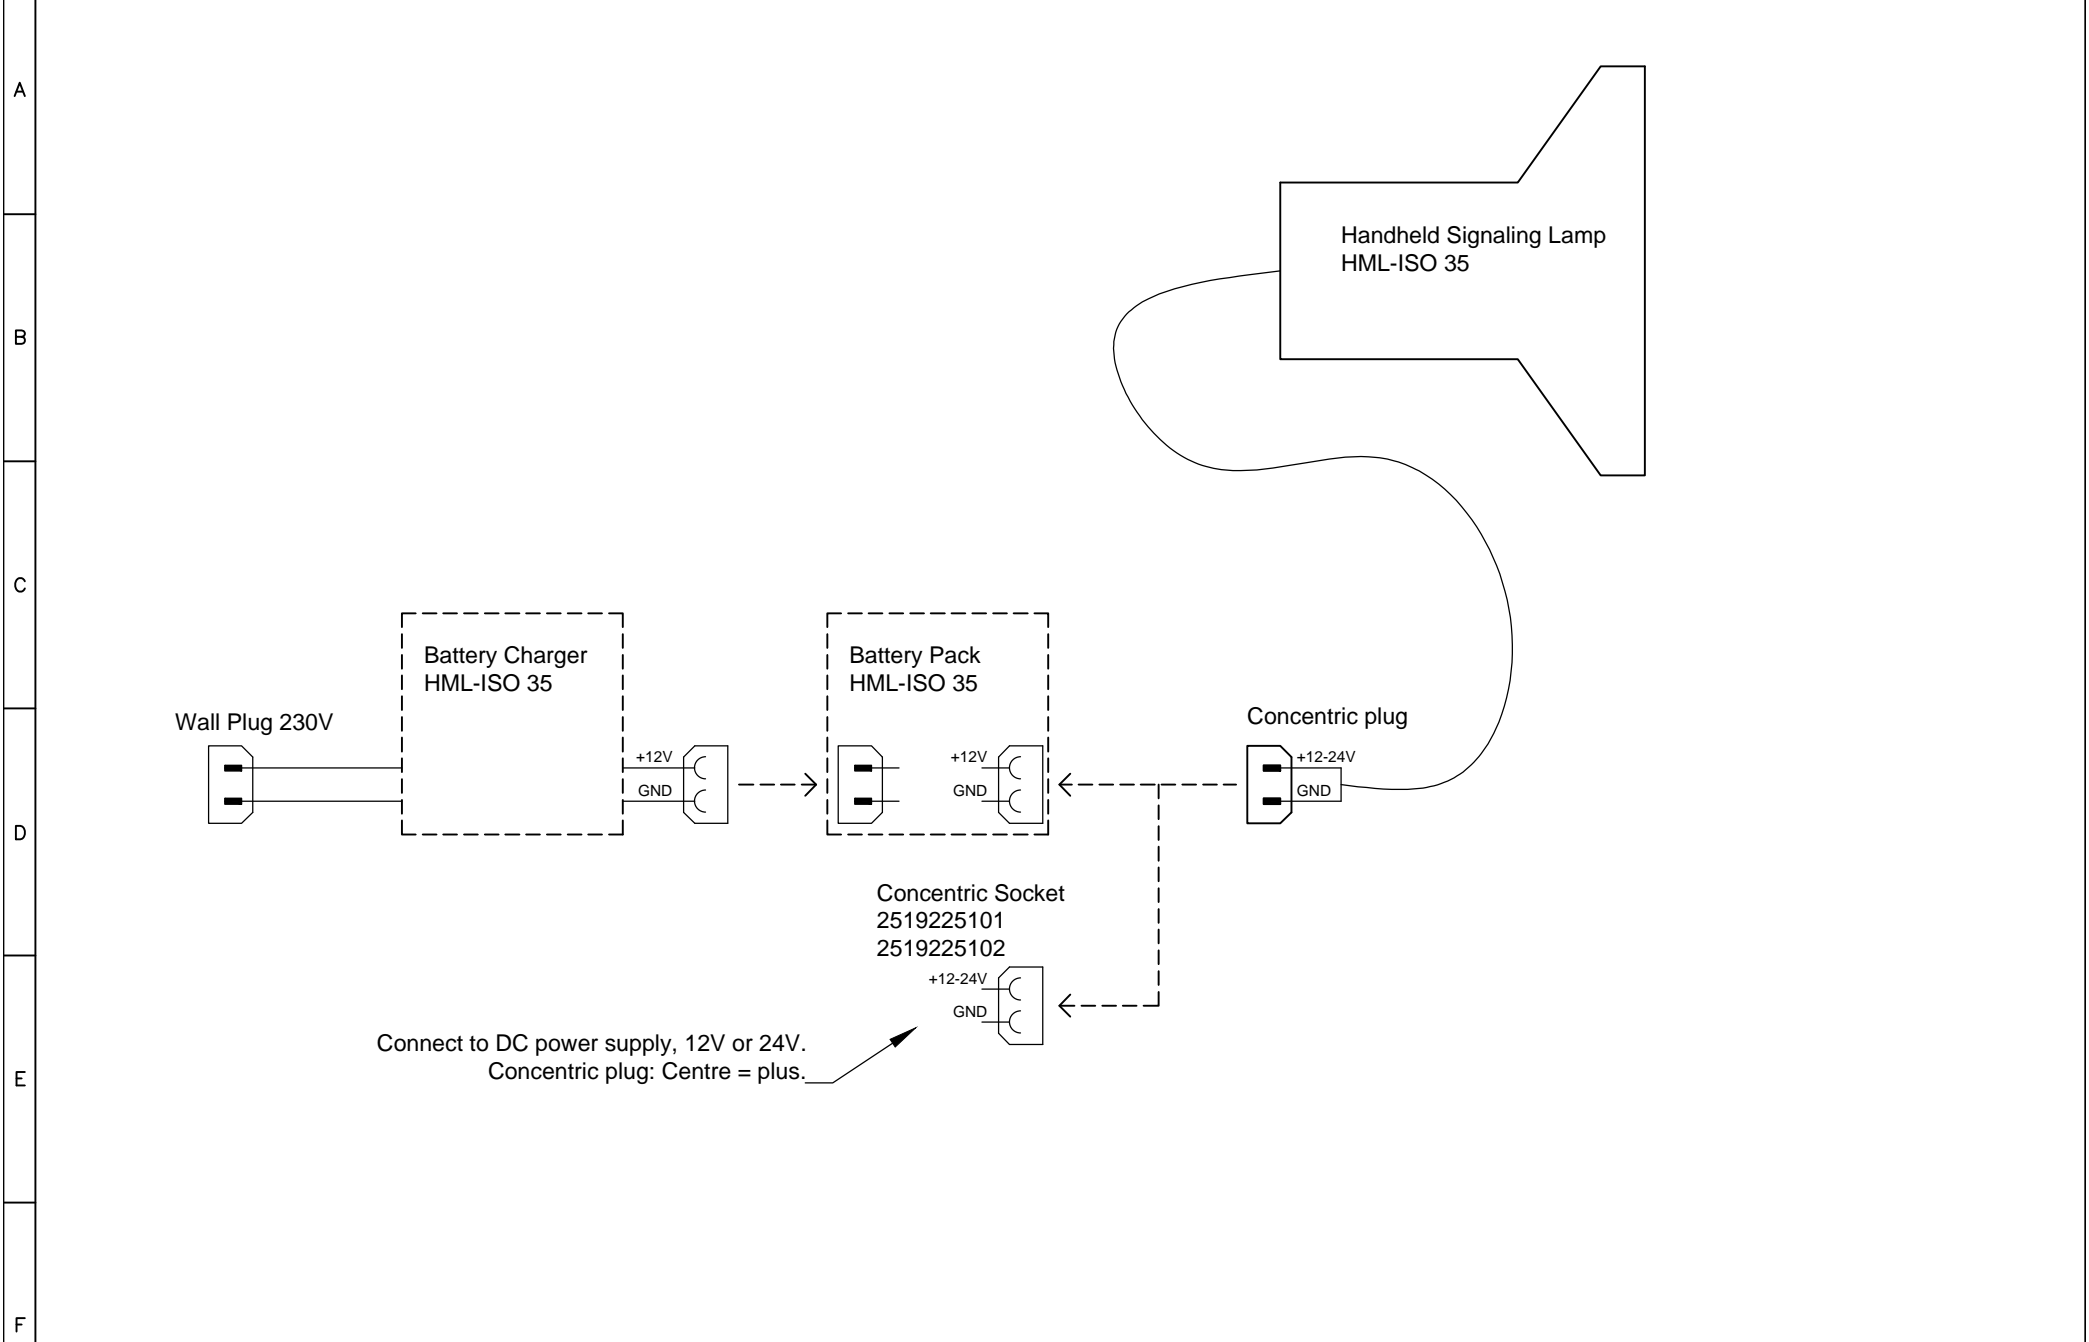 A
Handheld Signaling Lamp
HML-ISO 35
B
C
Battery Charger
HML-ISO 35
Battery Pack
HML-ISO 35
Wall Plug 230V
Concentric plug
+12V
GND
+12V
GND
+12-24V
GND
D
Concentric Socket
2519225101
2519225102
+12-24V
GND
Connect to DC power supply, 12V or 24V.
Concentric plug: Centre = plus.
E
F